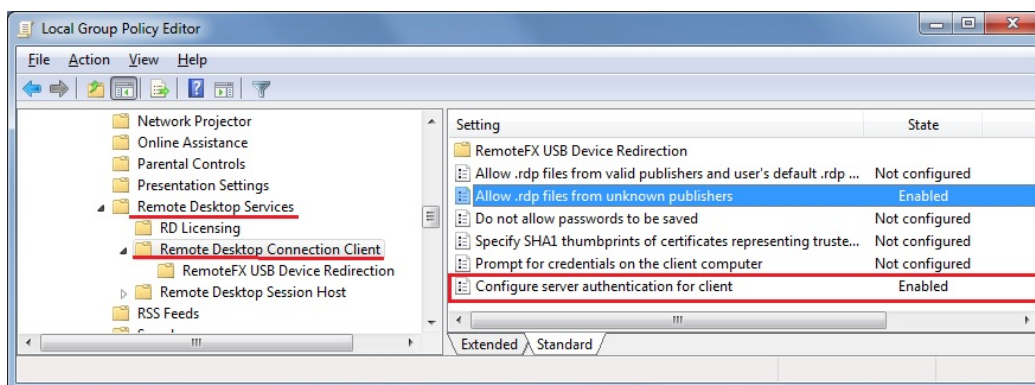 Local Group Policy Editor
File Action View Help
Network Projector
Online Assistance
Parental Controls
Presentation Settings
Remote Desktop Services
RD Licensing
Remote Desktop Connection Client
RemoteFX USB Device Redirection
Remote Desktop Session Host
RSS Feeds
Setting State
RemoteFX USB Device Redirection
Allow .rdp files from valid publishers and user's default .rdp ... Not configured
Allow .rdp files from unknown publishers Enabled
Do not allow passwords to be saved Not configured
Specify SHA1 thumbprints of certificates representing truste... Not configured
Prompt for credentials on the client computer Not configured
Configure server authentication for client Enabled
Extended Standard